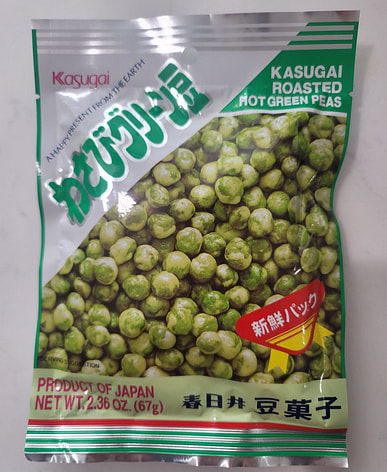 Kasugai
A HAPPY PRESENT FROM THE EARTH
KASUGAI
ROASTED
HOT GREEN PEAS
わさびグリーン豆
新鮮パック
SERVING SUGGESTION
PRODUCT OF JAPAN
NET WT. 2.36 OZ. (67g)
春日井 豆菓子